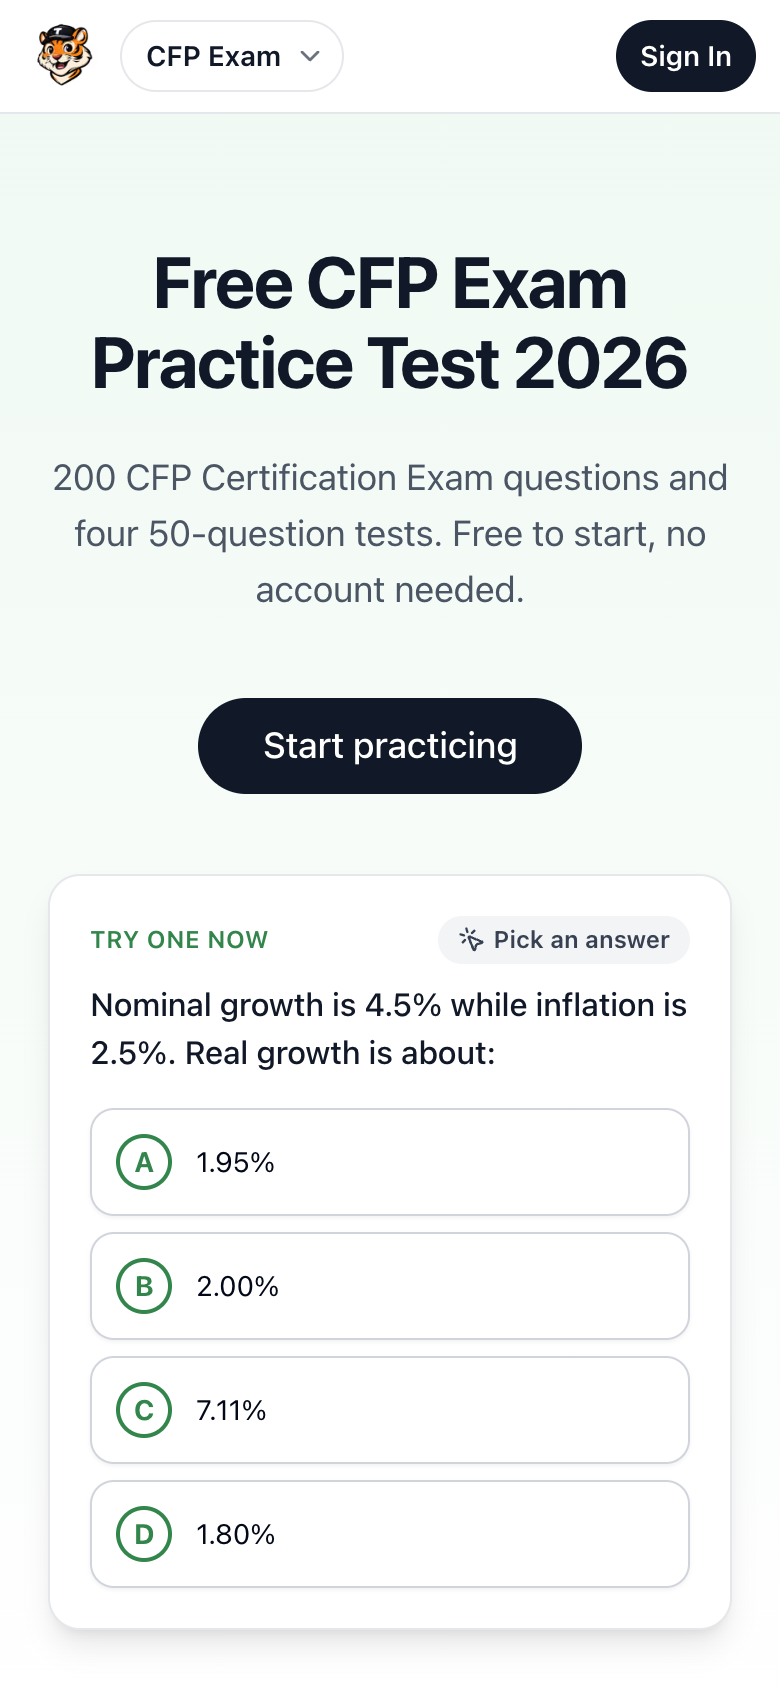 CFP Exam
Sign In
Free CFP Exam
Practice Test 2026
200 CFP Certification Exam questions and
four 50-question tests. Free to start, no
account needed.
Start practicing
TRY ONE NOW
Pick an answer
Nominal growth is 4.5% while inflation is
2.5%. Real growth is about:
A 1.95%
B 2.00%
C 7.11%
D 1.80%